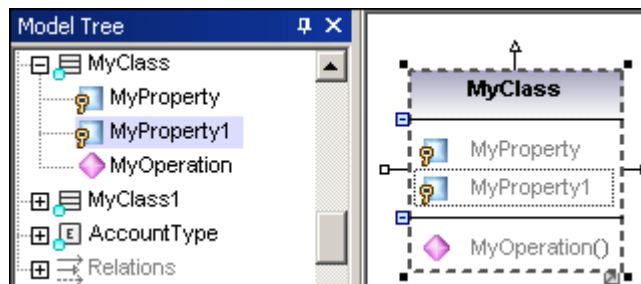 Model Tree
MyClass
MyProperty
MyProperty1
MyOperation
MyClass1
E AccountType
Relations
MyClass
MyProperty
MyProperty1
MyOperation()